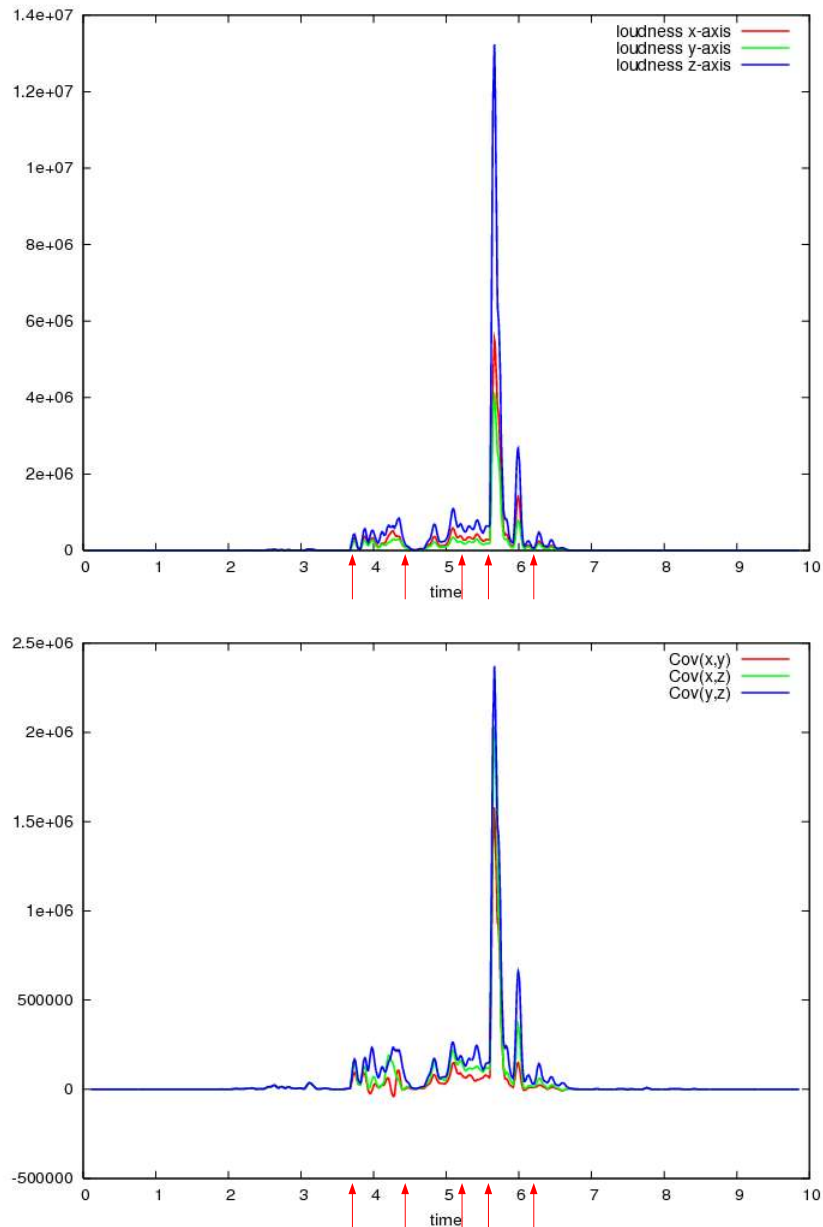 1.4e+07
1.2e+07
1e+07
8e+06
6e+06
4e+06
2e+06
0
loudness x-axis
loudness y-axis
loudness z-axis
0 1 2 3 4 5 6 7 8 9 10
time
2.5e+06
2e+06
1.5e+06
1e+06
500000
0
-500000
Cov(x,y)
Cov(x,z)
Cov(y,z)
0 1 2 3 4 5 6 7 8 9 10
time